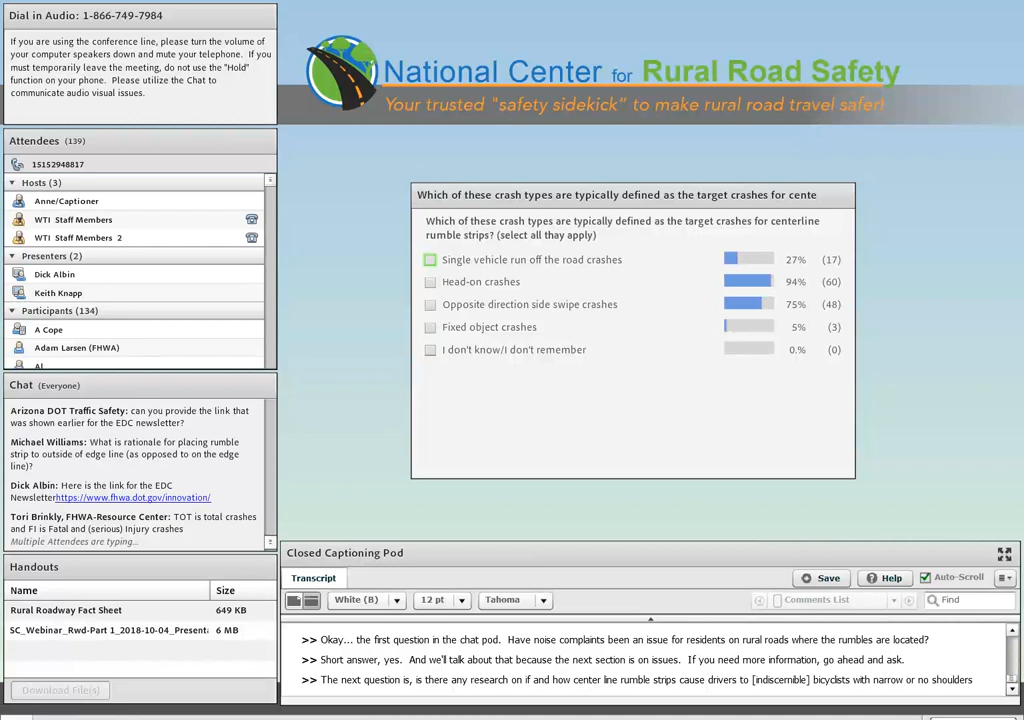 Dial in Audio: 1-866-749-7984
If you are using the conference line, please turn the volume of
your computer speakers down and mute your telephone. If you
must temporarily leave the meeting, do not use the "Hold"
function on your phone. Please utilize the Chat to
communicate audio visual issues.
National Center for Rural Road Safety
Your trusted "safety sidekick" to make rural road travel safer!
Attendees (139)
15152948817
Hosts (3)
Anne/Captioner
WTI Staff Members
WTI Staff Members 2
Presenters (2)
Dick Albin
Keith Knapp
Participants (134)
A Cope
Adam Larsen (FHWA)
Al
Which of these crash types are typically defined as the target crashes for cente
Which of these crash types are typically defined as the target crashes for centerline
rumble strips? (select all thay apply)
Single vehicle run off the road crashes 27% (17)
Head-on crashes 94% (60)
Opposite direction side swipe crashes 75% (48)
Fixed object crashes 5% (3)
I don't know/I don't remember 0.% (0)
Chat (Everyone)
Arizona DOT Traffic Safety: can you provide the link that
was shown earlier for the EDC newsletter?
Michael Williams: What is rationale for placing rumble
strip to outside of edge line (as opposed to on the edge
line)?
Dick Albin: Here is the link for the EDC
Newsletterhttps://www.fhwa.dot.gov/innovation/
Tori Brinkly, FHWA-Resource Center: TOT is total crashes
and FI is Fatal and (serious) Injury crashes
Multiple Attendees are typing...
Handouts
Name Size
Rural Roadway Fact Sheet 649 KB
SC_Webinar_Rwd-Part 1_2018-10-04_Presenta 6 MB
Download File(s)
Closed Captioning Pod
Transcript Save Help Auto-Scroll
White (B) 12 pt Tahoma Comments List Find
>> Okay... the first question in the chat pod. Have noise complaints been an issue for residents on rural roads where the rumbles are located?
>> Short answer, yes. And we'll talk about that because the next section is on issues. If you need more information, go ahead and ask.
>> The next question is, is there any research on if and how center line rumble strips cause drivers to [indiscernible] bicyclists with narrow or no shoulders